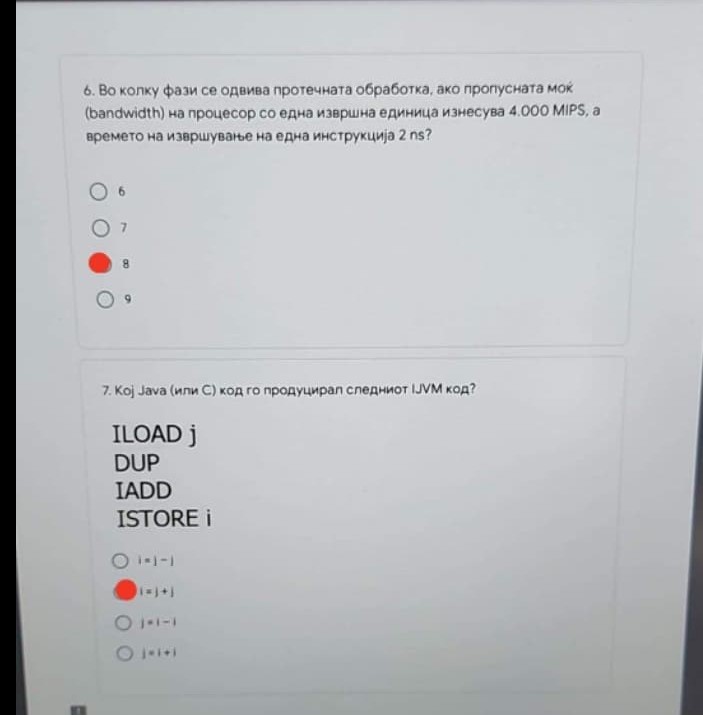 6. Во колку фази се одвива протечната обработка, ако пропусната моќ
(bandwidth) на процесор со една извршна единица изнесува 4.000 MIPS, а
времето на извршување на една инструкција 2 ns?
6
7
8
9
7. Кој Java (или C) код го продуцирал следниот IJVM код?
ILOAD j
DUP
IADD
ISTORE i
i = j - j
i = j + j
j = i - i
j = i + i